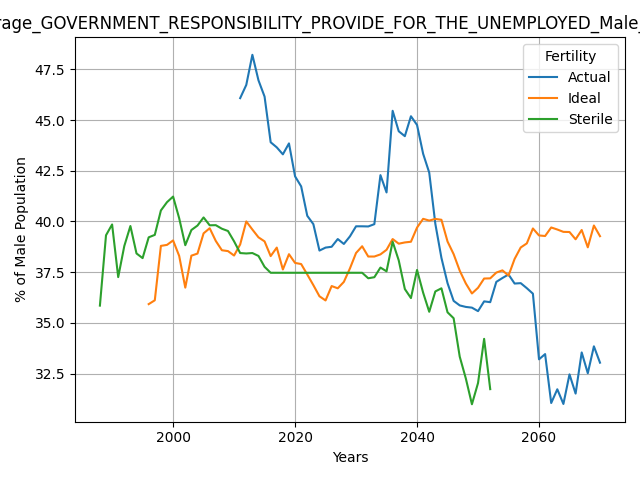 rage_GOVERNMENT_RESPONSIBILITY_PROVIDE_FOR_THE_UNEMPLOYED_Male_
Fertility
Actual
Ideal
Sterile
% of Male Population
47.5
45.0
42.5
40.0
37.5
35.0
32.5
2000
2020
2040
2060
Years